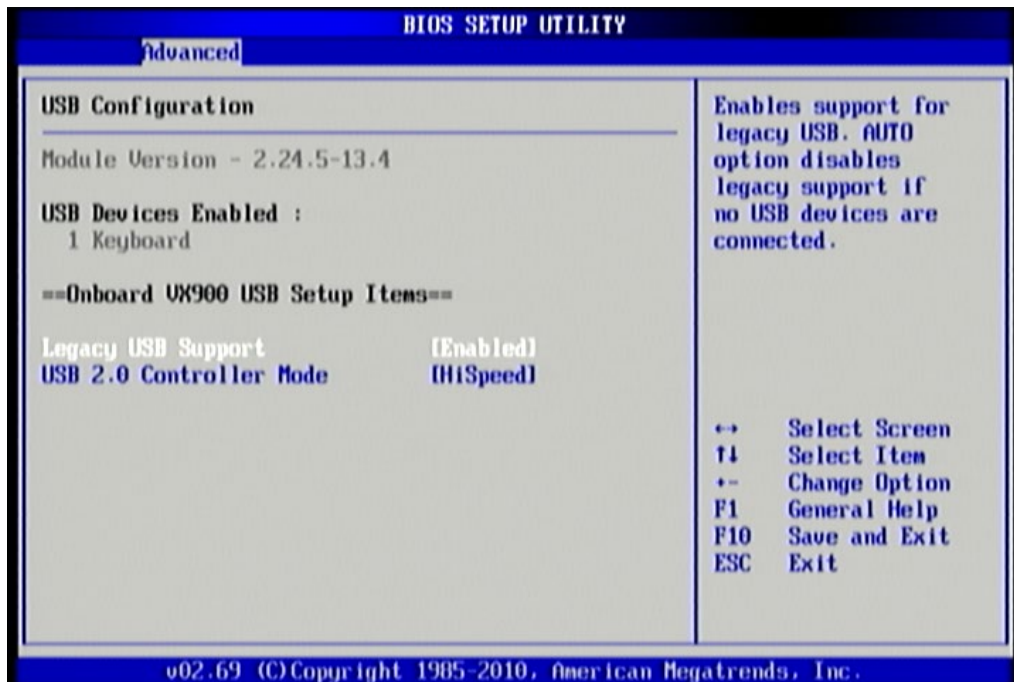 BIOS SETUP UTILITY
Advanced
USB Configuration
Module Version - 2.24.5-13.4
USB Devices Enabled :
1 Keyboard
==Onboard VX900 USB Setup Items==
Legacy USB Support [Enabled]
USB 2.0 Controller Mode [HiSpeed]
Enables support for
legacy USB. AUTO
option disables
legacy support if
no USB devices are
connected.
↔ Select Screen
↑↓ Select Item
+- Change Option
F1 General Help
F10 Save and Exit
ESC Exit
v02.69 (C)Copyright 1985-2010, American Megatrends, Inc.